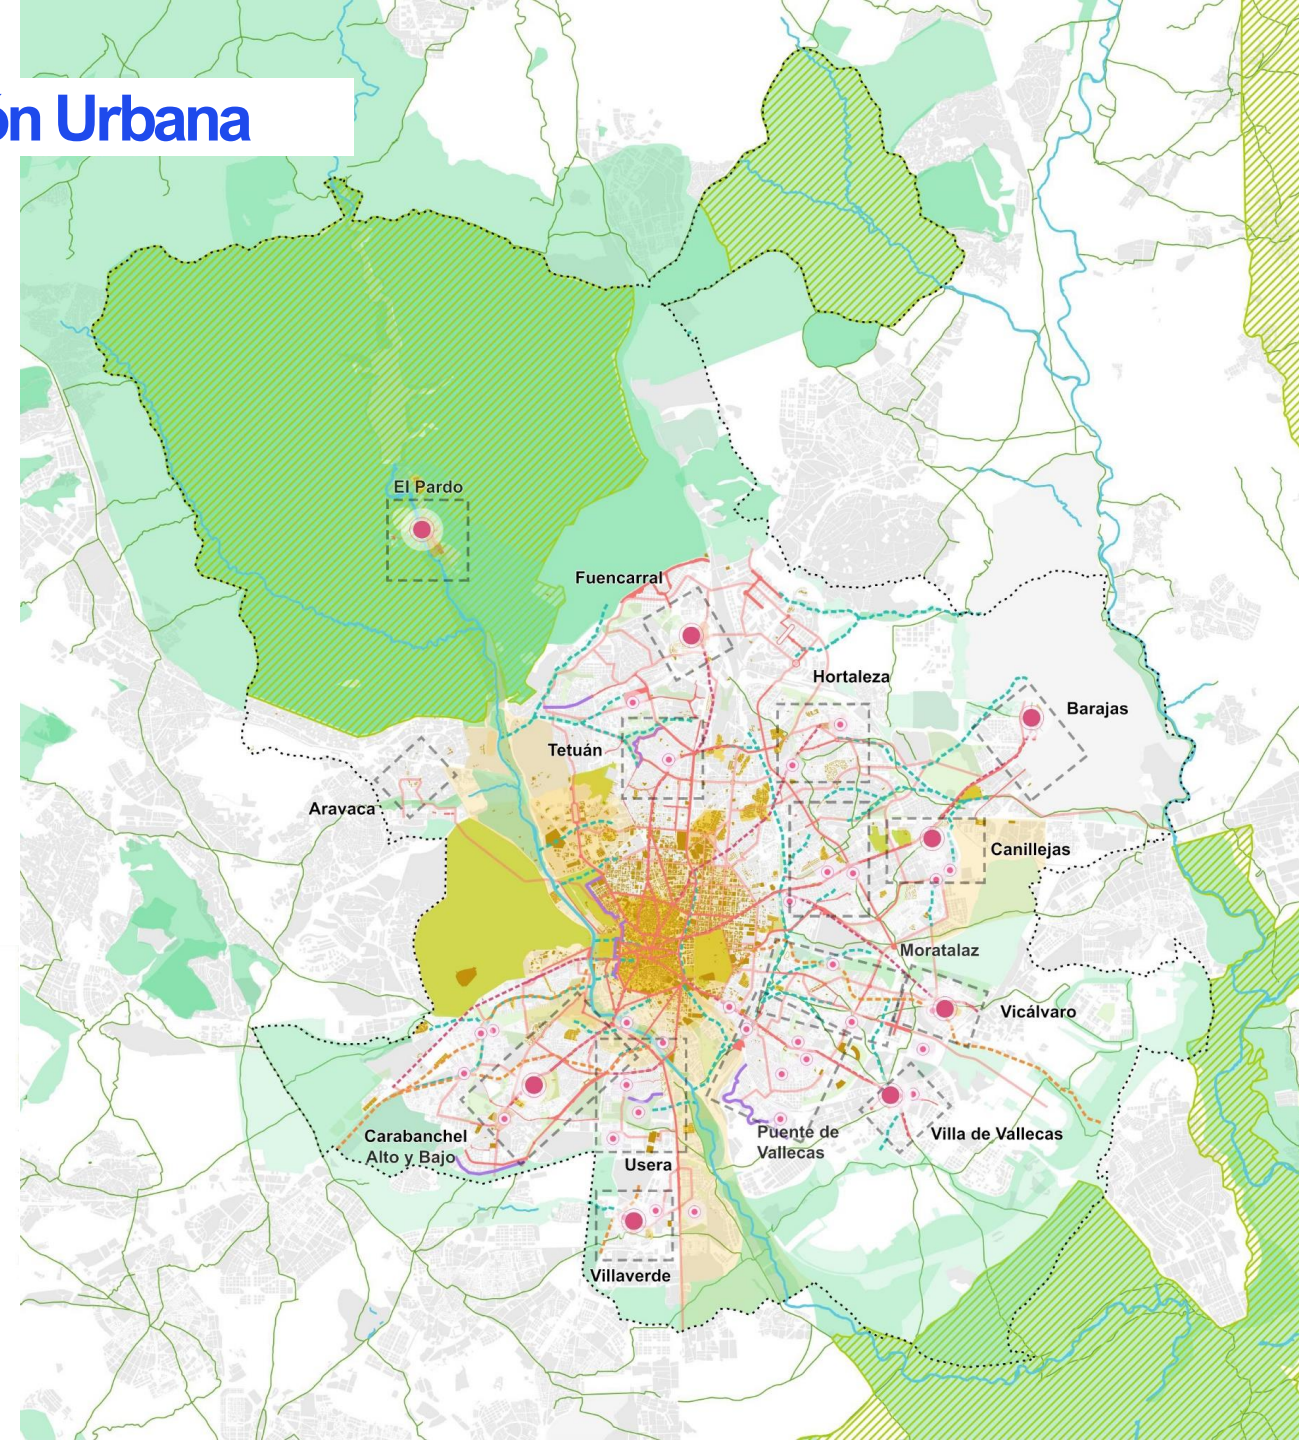 ón Urbana
El Pardo
Fuencarral
Hortaleza
Barajas
Tetuán
Aravaca
Canillejas
Moratalaz
Vicálvaro
Carabanchel
Alto y Bajo
Puente de
Vallecas
Villa de Vallecas
Usera
Villaverde